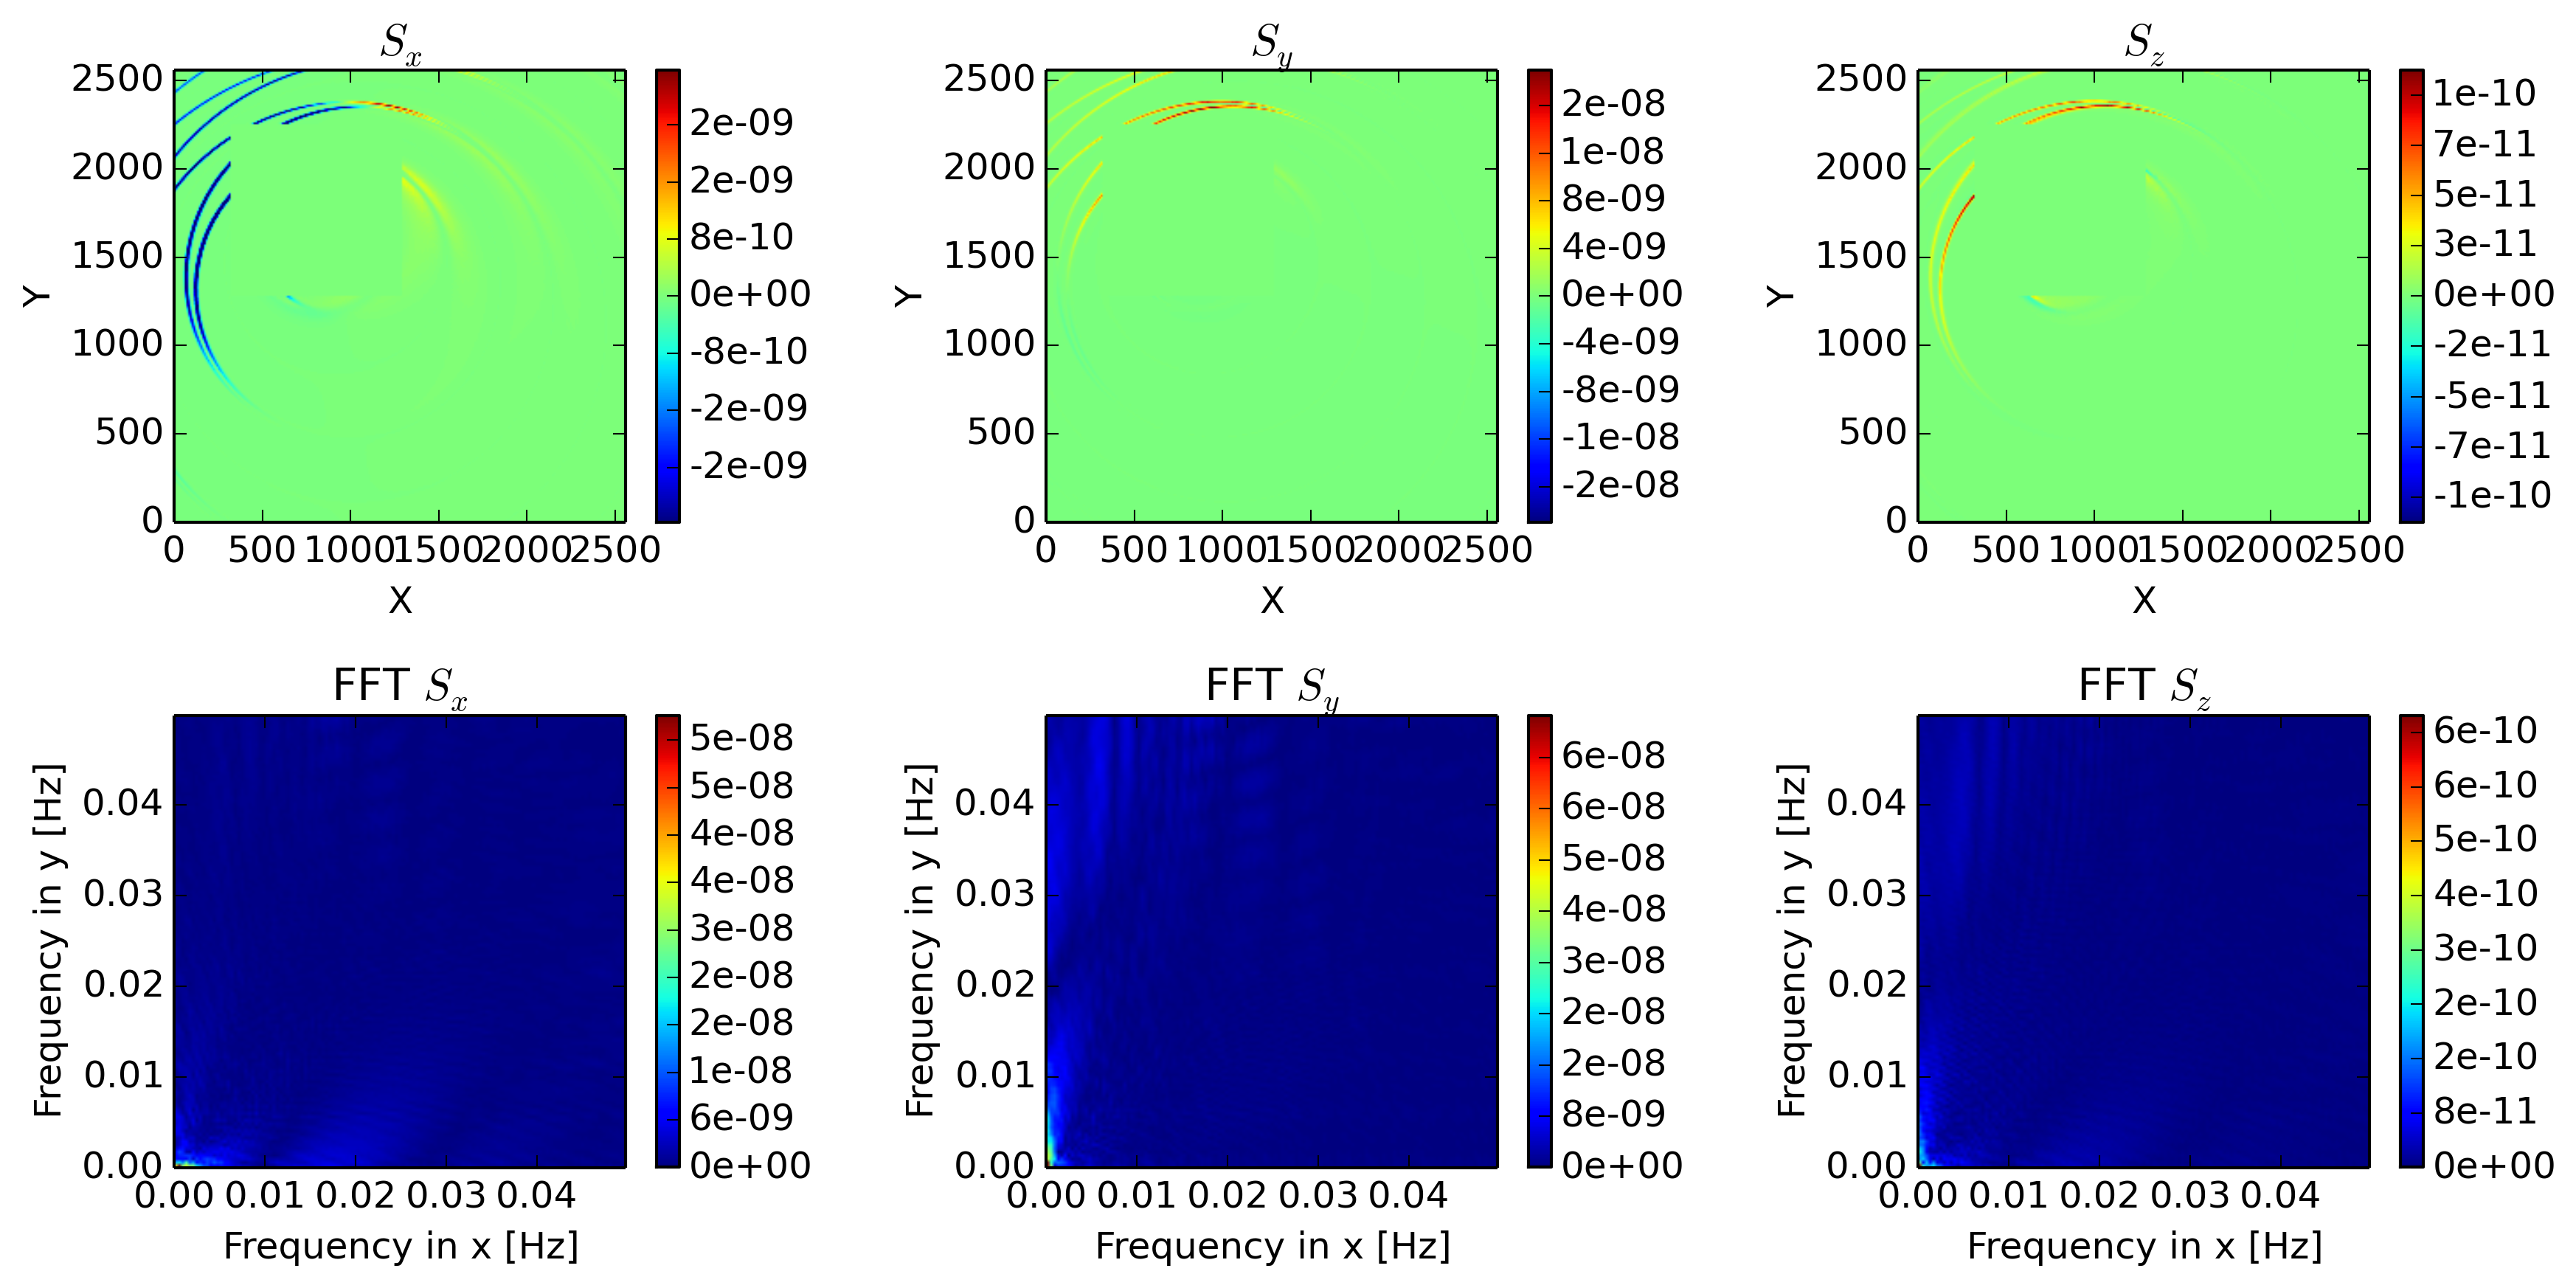 S_x
2500
2000
1500
1000
500
0
Y
0 500 1000 1500 2000 2500
X
2e-09
2e-09
8e-10
0e+00
-8e-10
-2e-09
-2e-09
S_y
2500
2000
1500
1000
500
0
Y
0 500 1000 1500 2000 2500
X
2e-08
1e-08
8e-09
4e-09
0e+00
-4e-09
-8e-09
-1e-08
-2e-08
S_z
2500
2000
1500
1000
500
0
Y
0 500 1000 1500 2000 2500
X
1e-10
7e-11
5e-11
3e-11
0e+00
-2e-11
-5e-11
-7e-11
-1e-10
FFT S_x
0.04
0.03
0.02
0.01
0.00
Frequency in y [Hz]
0.00 0.01 0.02 0.03 0.04
Frequency in x [Hz]
5e-08
5e-08
4e-08
4e-08
3e-08
2e-08
2e-08
1e-08
6e-09
0e+00
FFT S_y
0.04
0.03
0.02
0.01
0.00
Frequency in y [Hz]
0.00 0.01 0.02 0.03 0.04
Frequency in x [Hz]
6e-08
6e-08
5e-08
4e-08
3e-08
2e-08
2e-08
8e-09
0e+00
FFT S_z
0.04
0.03
0.02
0.01
0.00
Frequency in y [Hz]
0.00 0.01 0.02 0.03 0.04
Frequency in x [Hz]
6e-10
6e-10
5e-10
4e-10
3e-10
2e-10
2e-10
8e-11
0e+00